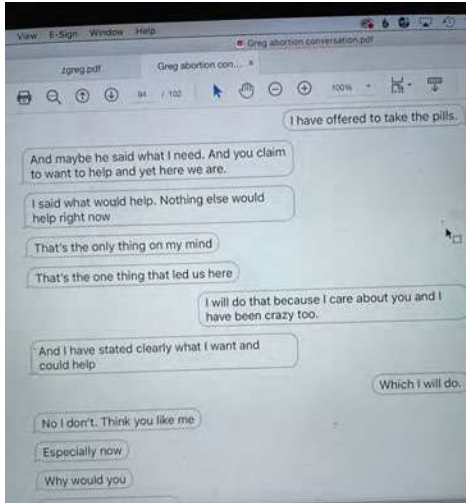 View E-Sign Window Help
Greg abortion conversation.pdf
zgreg.pdf
Greg abortion con... ×
94 / 102
100%
I have offered to take the pills.
And maybe he said what I need. And you claim
to want to help and yet here we are.
I said what would help. Nothing else would
help right now
That's the only thing on my mind
That's the one thing that led us here
I will do that because I care about you and I
have been crazy too.
And I have stated clearly what I want and
could help
Which I will do.
No I don't. Think you like me
Especially now
Why would you